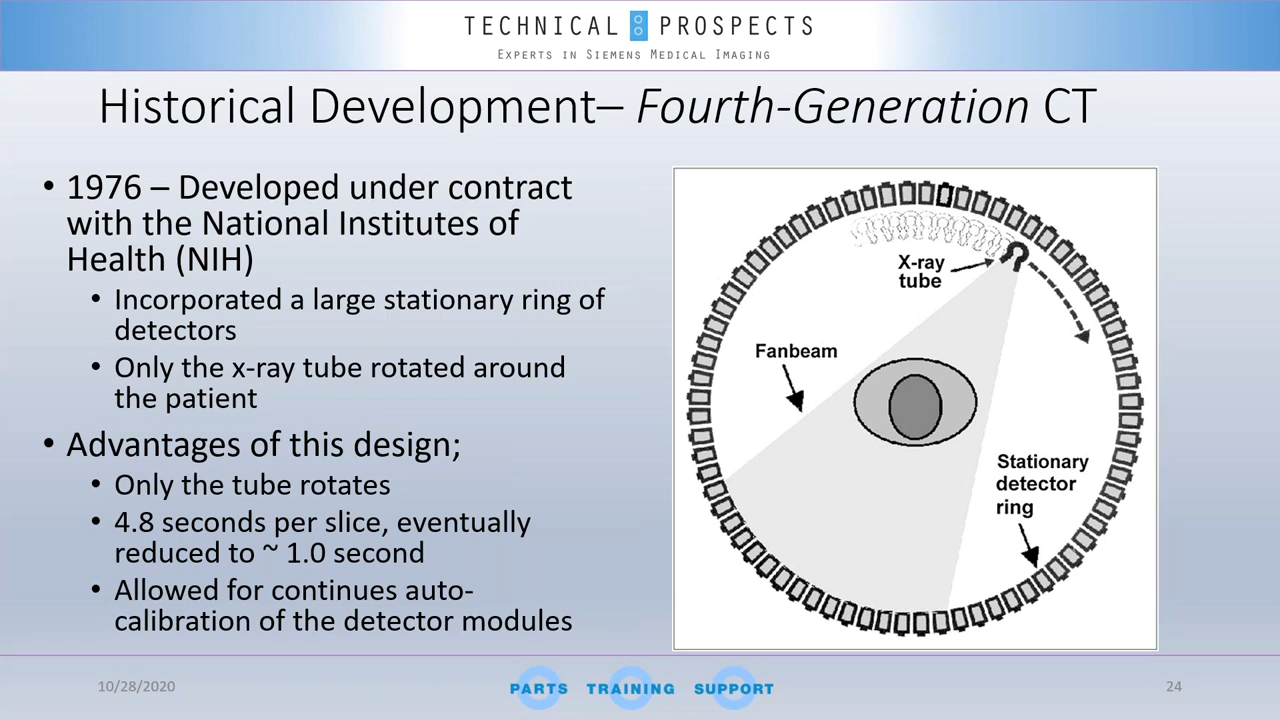 TECHNICAL PROSPECTS
EXPERTS IN SIEMENS MEDICAL IMAGING
Historical Development– Fourth-Generation CT
• 1976 – Developed under contract
with the National Institutes of
Health (NIH)
• Incorporated a large stationary ring of
detectors
• Only the x-ray tube rotated around
the patient
• Advantages of this design;
• Only the tube rotates
• 4.8 seconds per slice, eventually
reduced to ~ 1.0 second
• Allowed for continues auto-
calibration of the detector modules
X-ray
tube
Fanbeam
Stationary
detector
ring
10/28/2020
PARTS TRAINING SUPPORT
24